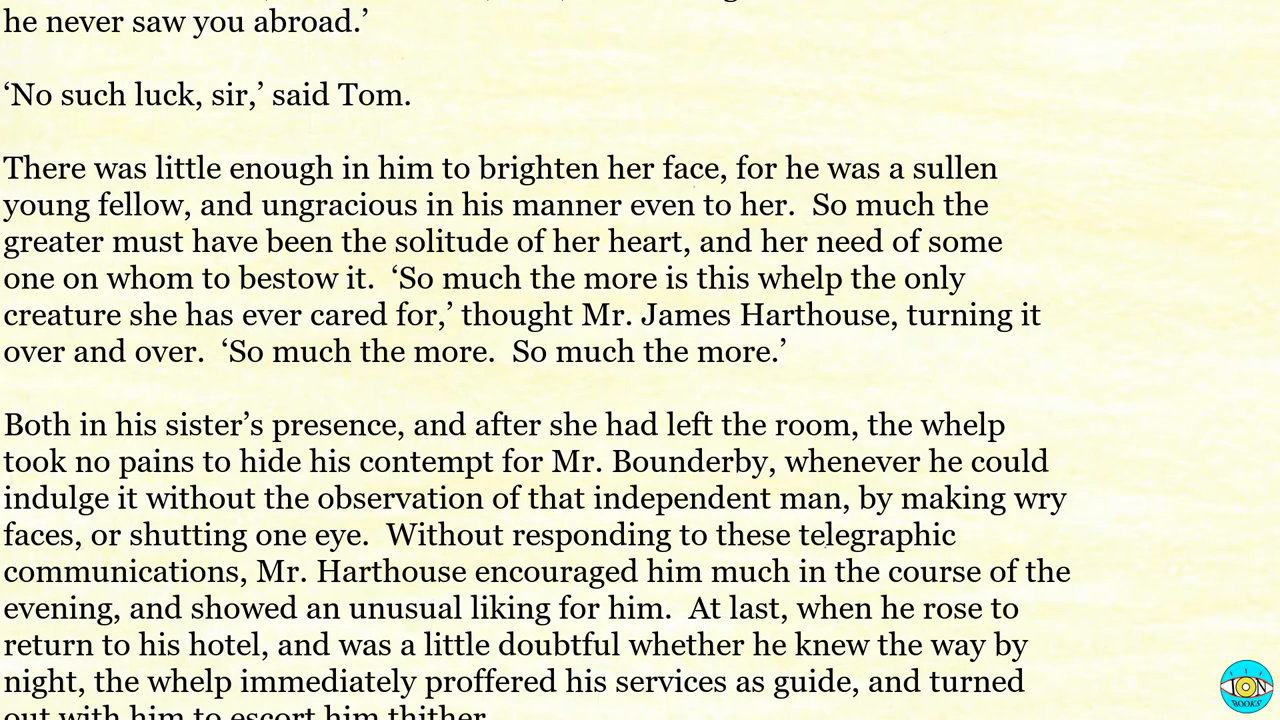 he never saw you abroad.’
‘No such luck, sir,’ said Tom.
There was little enough in him to brighten her face, for he was a sullen
young fellow, and ungracious in his manner even to her.  So much the
greater must have been the solitude of her heart, and her need of some
one on whom to bestow it.  ‘So much the more is this whelp the only
creature she has ever cared for,’ thought Mr. James Harthouse, turning it
over and over.  ‘So much the more.  So much the more.’
Both in his sister’s presence, and after she had left the room, the whelp
took no pains to hide his contempt for Mr. Bounderby, whenever he could
indulge it without the observation of that independent man, by making wry
faces, or shutting one eye.  Without responding to these telegraphic
communications, Mr. Harthouse encouraged him much in the course of the
evening, and showed an unusual liking for him.  At last, when he rose to
return to his hotel, and was a little doubtful whether he knew the way by
night, the whelp immediately proffered his services as guide, and turned
out with him to escort him thither.
ION
BOOKS